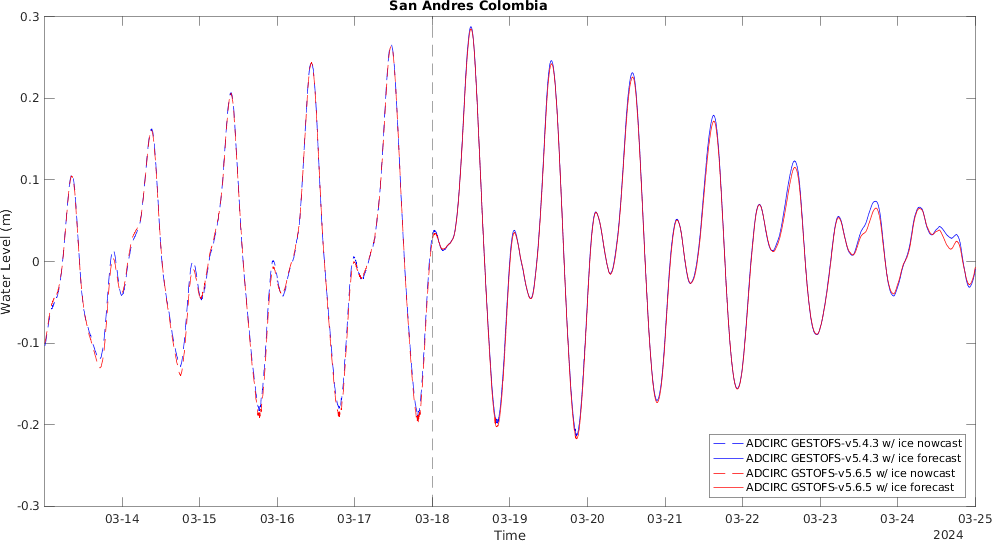 San Andres Colombia
0.3
0.2
0.1
0
-0.1
-0.2
-0.3
Water Level (m)
ADCIRC GESTOFS-v5.4.3 w/ ice nowcast
ADCIRC GESTOFS-v5.4.3 w/ ice forecast
ADCIRC GSTOFS-v5.6.5 w/ ice nowcast
ADCIRC GSTOFS-v5.6.5 w/ ice forecast
03-14 03-15 03-16 03-17 03-18 03-19 03-20 03-21 03-22 03-23 03-24 03-25
Time
2024